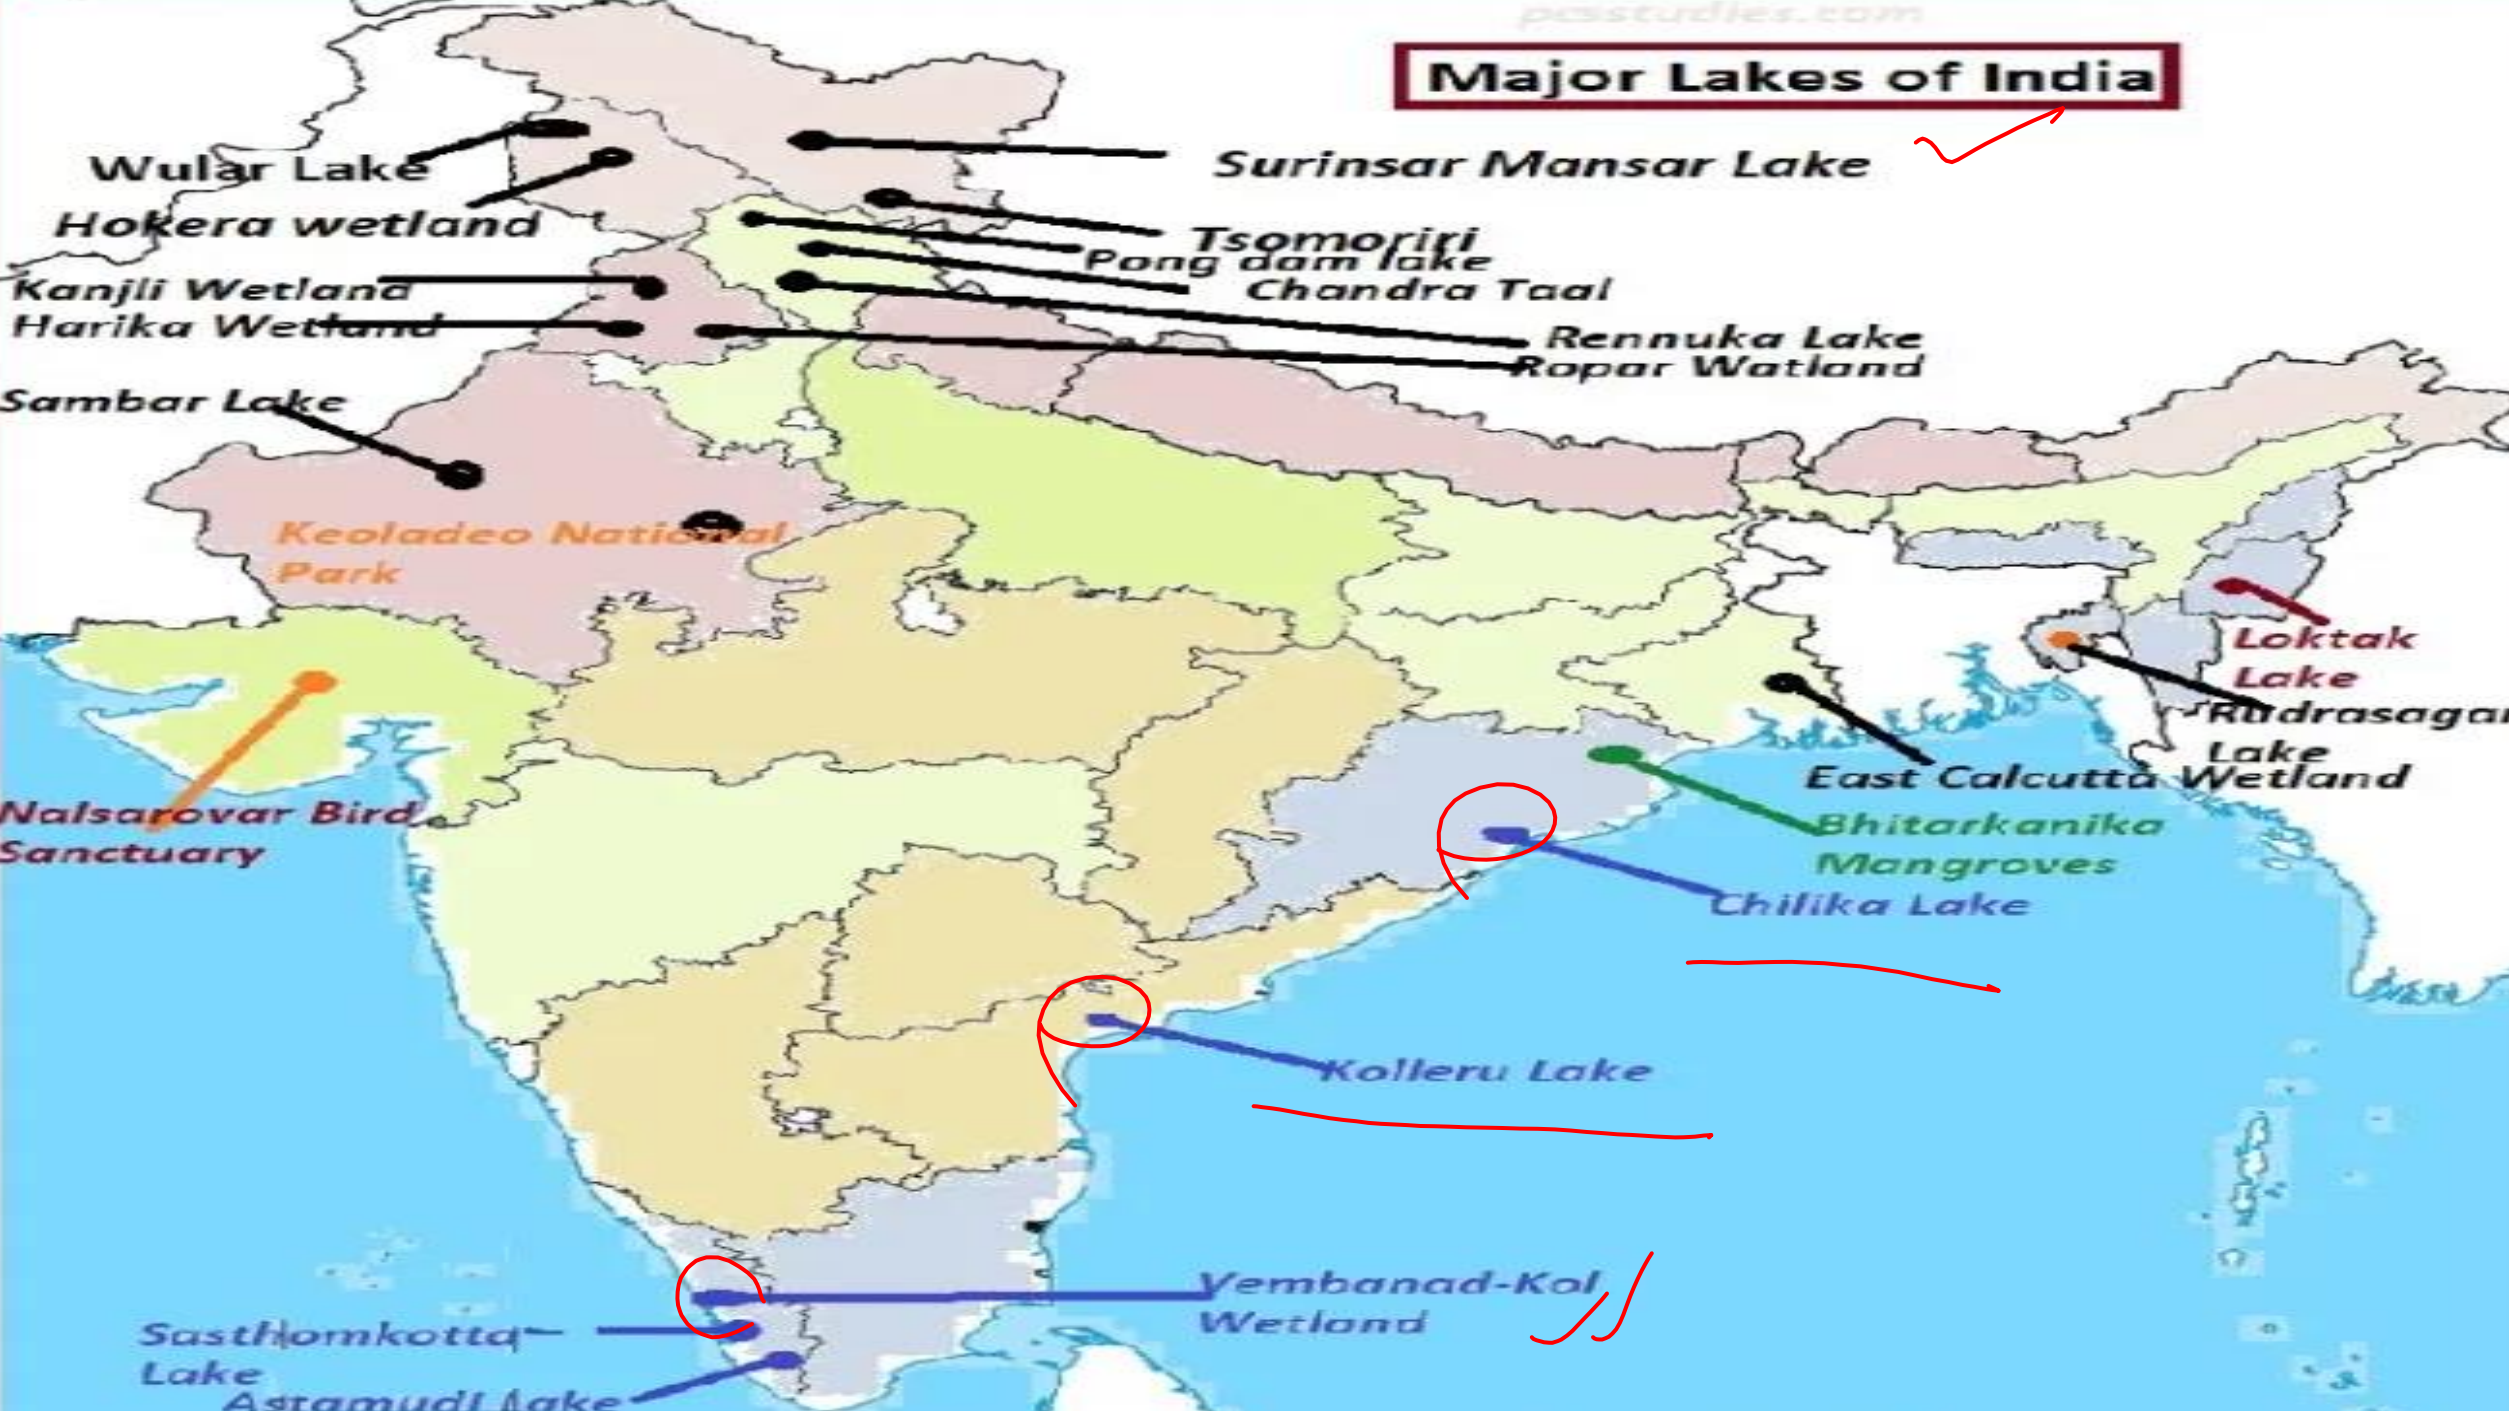 pcsstudies.com
Major Lakes of India
Wular Lake
Surinsar Mansar Lake
Hokera wetland
Tsomoriri
Pong dam lake
Kanjli Wetland
Chandra Taal
Harika Wetland
Rennuka Lake
Ropar Watland
Sambar Lake
Keoladeo National
Park
Loktak
Lake
Rudrasagar
Lake
East Calcutta Wetland
Nalsarovar Bird
Sanctuary
Bhitarkanika
Mangroves
Chilika Lake
Kolleru Lake
Vembanad-Kol
Wetland
Sasthomkotta
Lake
Astamudi Lake